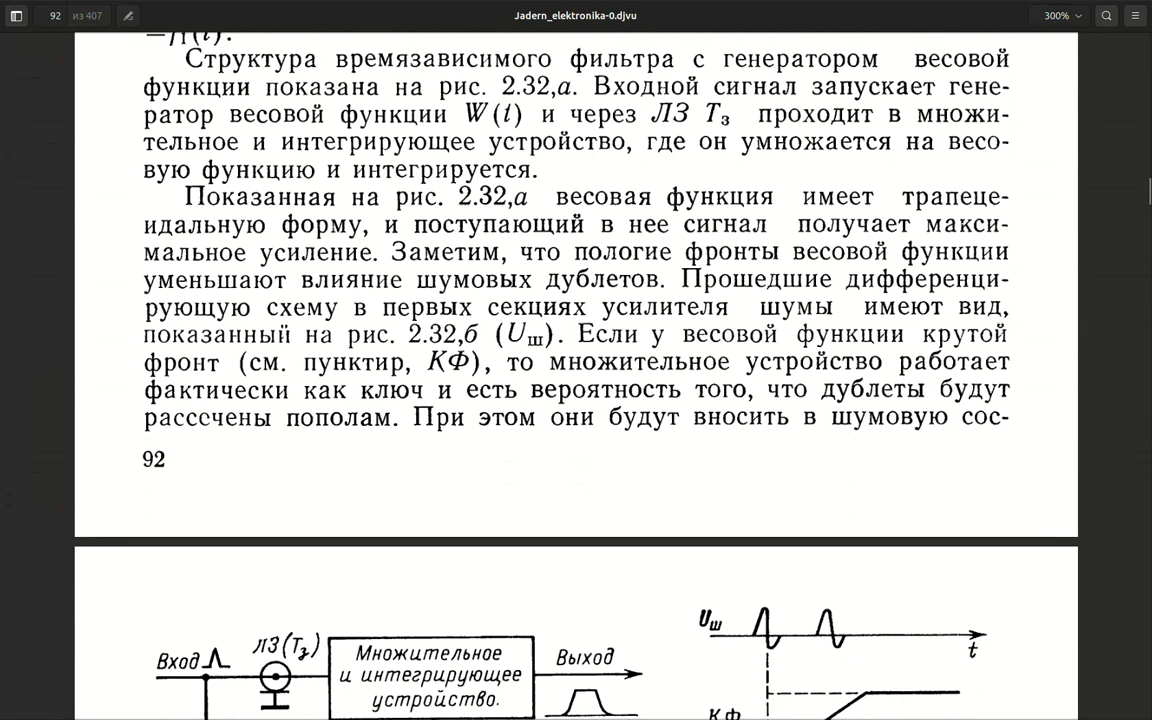 92
из 407
Jadern_elektronika-0.djvu
300%
Структура времязависимого фильтра с генератором весовой
функции показана на рис. 2.32,а. Входной сигнал запускает гене-
ратор весовой функции W(t) и через ЛЗ Tз проходит в множи-
тельное и интегрирующее устройство, где он умножается на весо-
вую функцию и интегрируется.
Показанная на рис. 2.32,а весовая функция имеет трапеце-
идальную форму, и поступающий в нее сигнал получает макси-
мальное усиление. Заметим, что пологие фронты весовой функции
уменьшают влияние шумовых дублетов. Прошедшие дифференци-
рующую схему в первых секциях усилителя шумы имеют вид,
показанный на рис. 2.32,б (Uш). Если у весовой функции крутой
фронт (см. пунктир, КФ), то множительное устройство работает
фактически как ключ и есть вероятность того, что дублеты будут
рассечены пополам. При этом они будут вносить в шумовую сос-
92
Вход
ЛЗ(Tз)
Множительное
и интегрирующее
устройство.
Выход
Uш
t
КФ